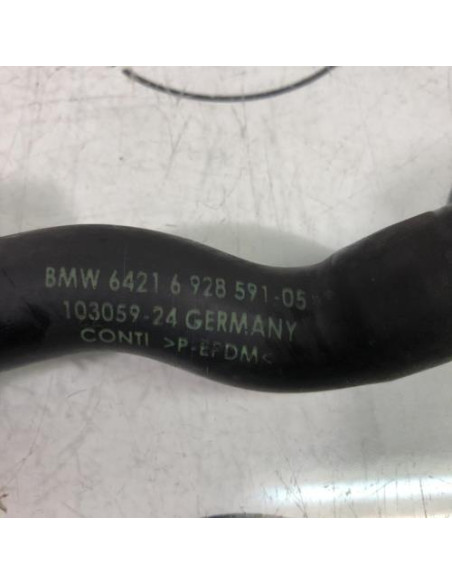 BMW 6421 6 928 591-05
103059-24 GERMANY
CONTI >P-EPDM<